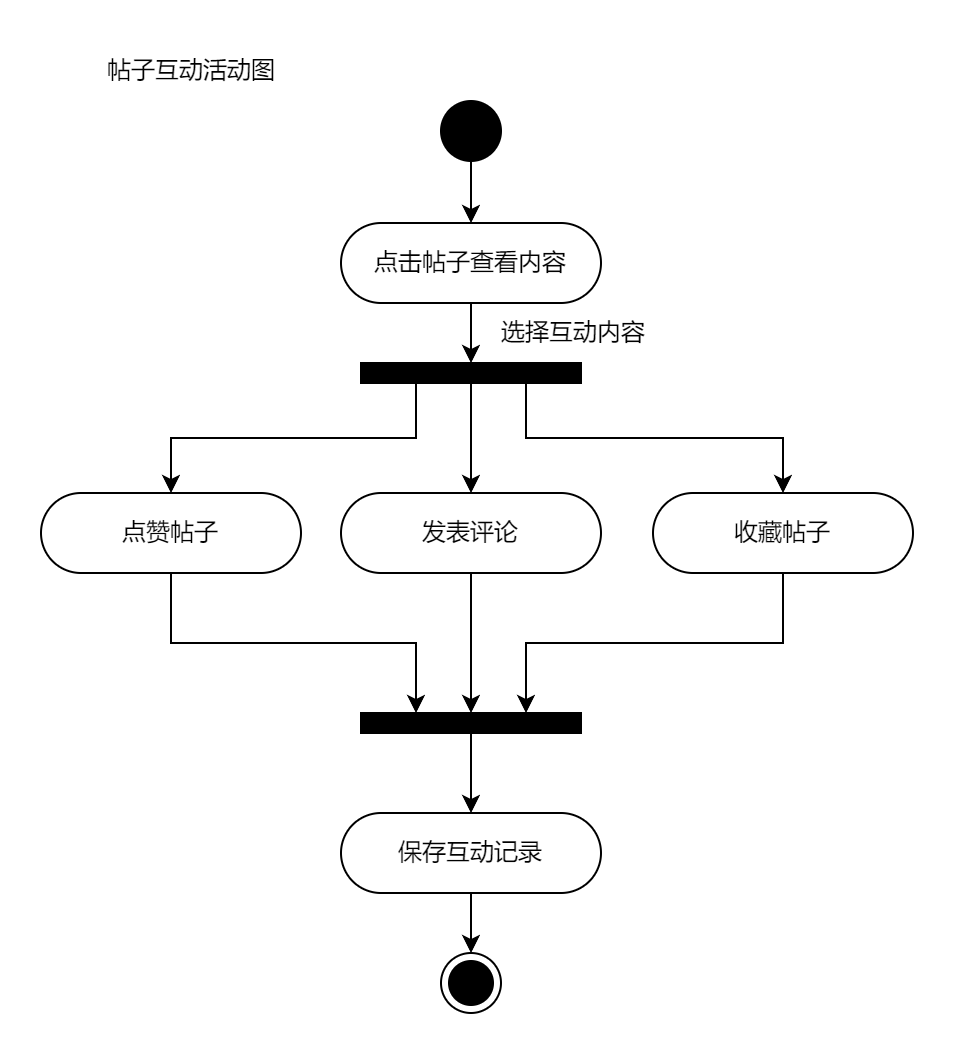 帖子互动活动图
点击帖子查看内容
选择互动内容
点赞帖子
发表评论
收藏帖子
保存互动记录